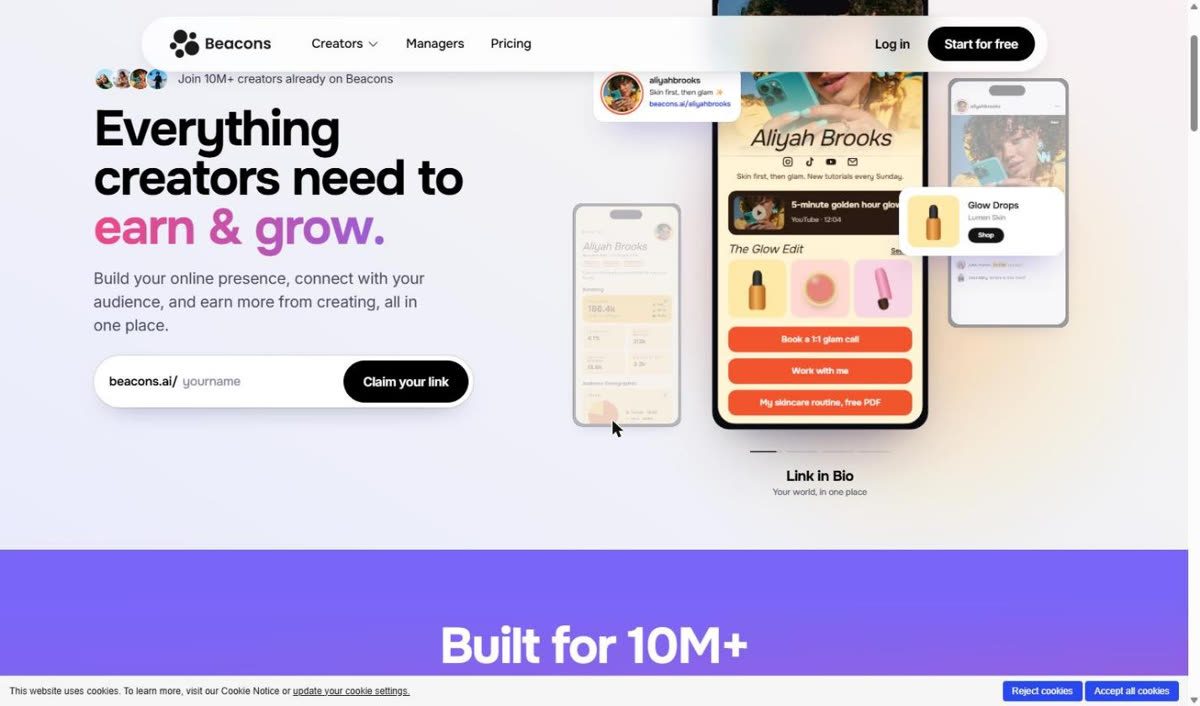 Beacons
Creators
Managers
Pricing
Log in
Start for free
Join 10M+ creators already on Beacons
Everything
creators need to
earn & grow.
Build your online presence, connect with your
audience, and earn more from creating, all in
one place.
beacons.ai/ yourname
Claim your link
aliyahbrooks
Skin first, then glam ✨
beacons.ai/aliyahbrooks
Aliyah Brooks
Aliyah Brooks
Skin first, then glam. New tutorials every Sunday.
5-minute golden hour glow
YouTube · 12:04
The Glow Edit
Book a 1:1 glam call
Work with me
My skincare routine, free PDF
aliyahbrooks
Glow Drops
Lumen Skin
Shop
Link in Bio
Your world, in one place
Built for 10M+
This website uses cookies. To learn more, visit our Cookie Notice or update your cookie settings.
Reject cookies
Accept all cookies